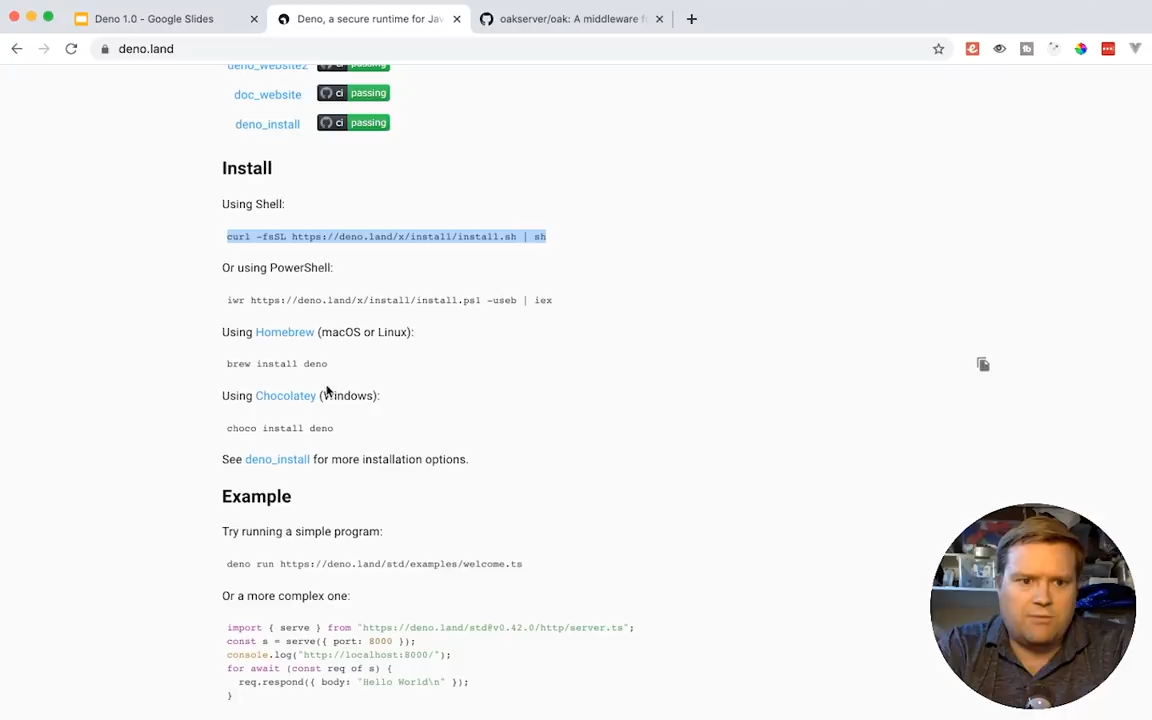 Deno 1.0 - Google Slides
Deno, a secure runtime for Jav
oakserver/oak: A middleware f
deno.land
deno_website2 ci passing
doc_website ci passing
deno_install ci passing
Install
Using Shell:
curl -fsSL https://deno.land/x/install/install.sh | sh
Or using PowerShell:
iwr https://deno.land/x/install/install.ps1 -useb | iex
Using Homebrew (macOS or Linux):
brew install deno
Using Chocolatey (Windows):
choco install deno
See deno_install for more installation options.
Example
Try running a simple program:
deno run https://deno.land/std/examples/welcome.ts
Or a more complex one:
import { serve } from "https://deno.land/std@v0.42.0/http/server.ts";
const s = serve({ port: 8000 });
console.log("http://localhost:8000/");
for await (const req of s) {
req.respond({ body: "Hello World\n" });
}